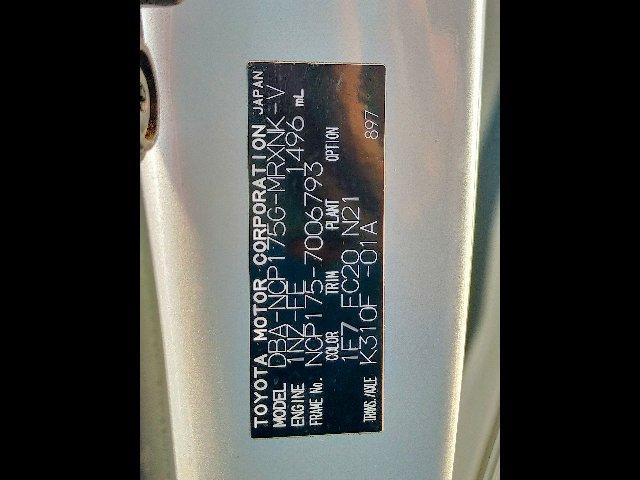 TOYOTA MOTOR CORPORATION JAPAN
MODEL DBA-NCP175G-MRXNK-V
ENGINE 1NZ-FE 1496 mL
FRAME No. NCP175-7006793
COLOR TRIM PLANT OPTION
1F7 FC20 N21 897
TRNS./AXLE K310F -01A